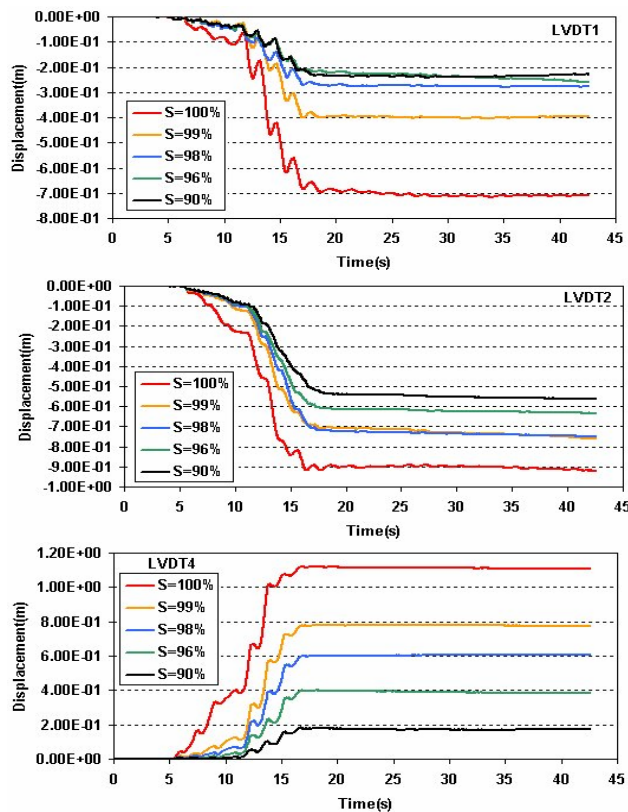 0.00E+00
LVDT1
-1.00E-01
-2.00E-01
-3.00E-01
-4.00E-01
-5.00E-01
-6.00E-01
-7.00E-01
-8.00E-01
Displacement(m)
S=100%
S=99%
S=98%
S=96%
S=90%
0 5 10 15 20 25 30 35 40 45
Time(s)
0.00E+00
LVDT2
-1.00E-01
-2.00E-01
-3.00E-01
-4.00E-01
-5.00E-01
-6.00E-01
-7.00E-01
-8.00E-01
-9.00E-01
-1.00E+00
Displacement(m)
S=100%
S=99%
S=98%
S=96%
S=90%
0 5 10 15 20 25 30 35 40 45
Time(s)
1.20E+00
LVDT4
1.00E+00
8.00E-01
6.00E-01
4.00E-01
2.00E-01
0.00E+00
Displacement(m)
S=100%
S=99%
S=98%
S=96%
S=90%
0 5 10 15 20 25 30 35 40 45
Time(s)